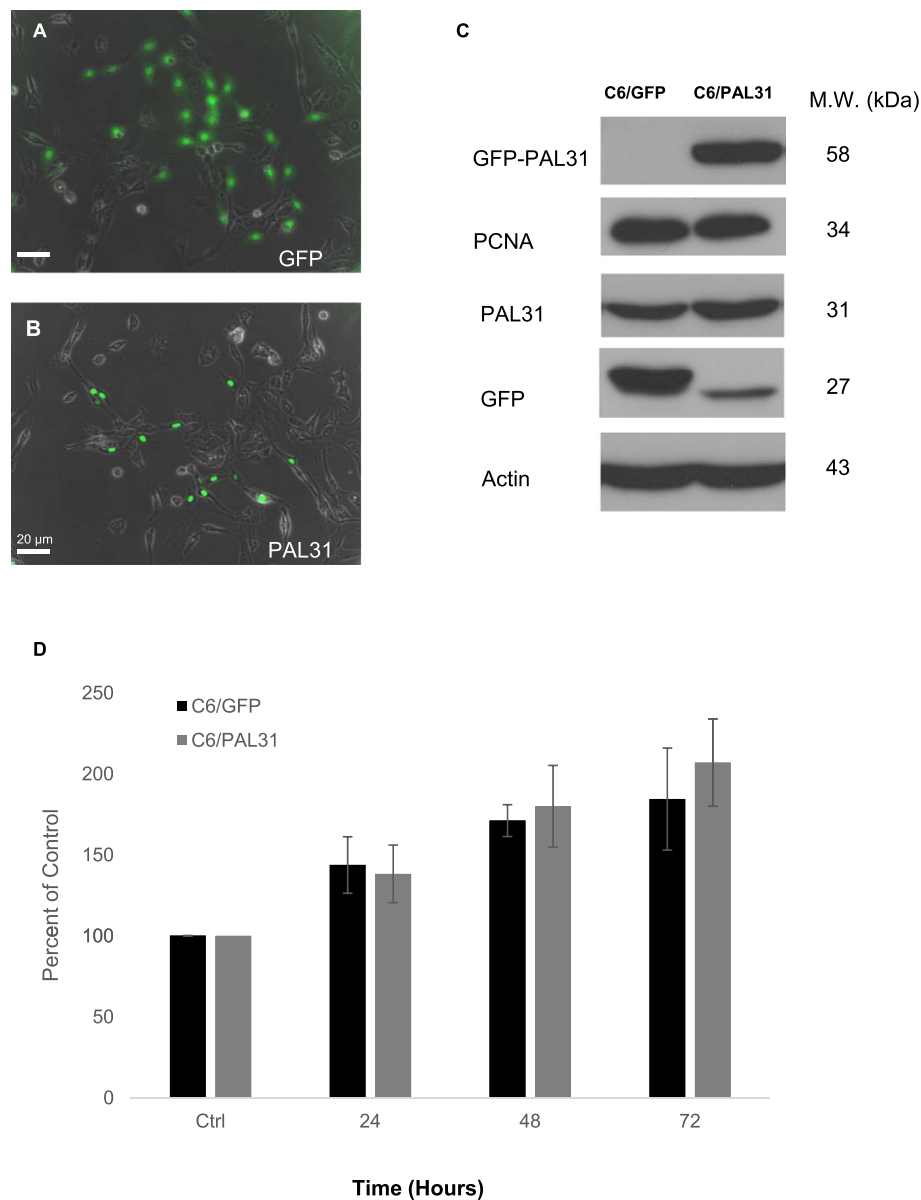 A
GFP
B
20 µm
PAL31
C
C6/GFP C6/PAL31 M.W. (kDa)
GFP-PAL31 58
PCNA 34
PAL31 31
GFP 27
Actin 43
D
250
200
150
100
50
0
Percent of Control
C6/GFP
C6/PAL31
Ctrl 24 48 72
Time (Hours)